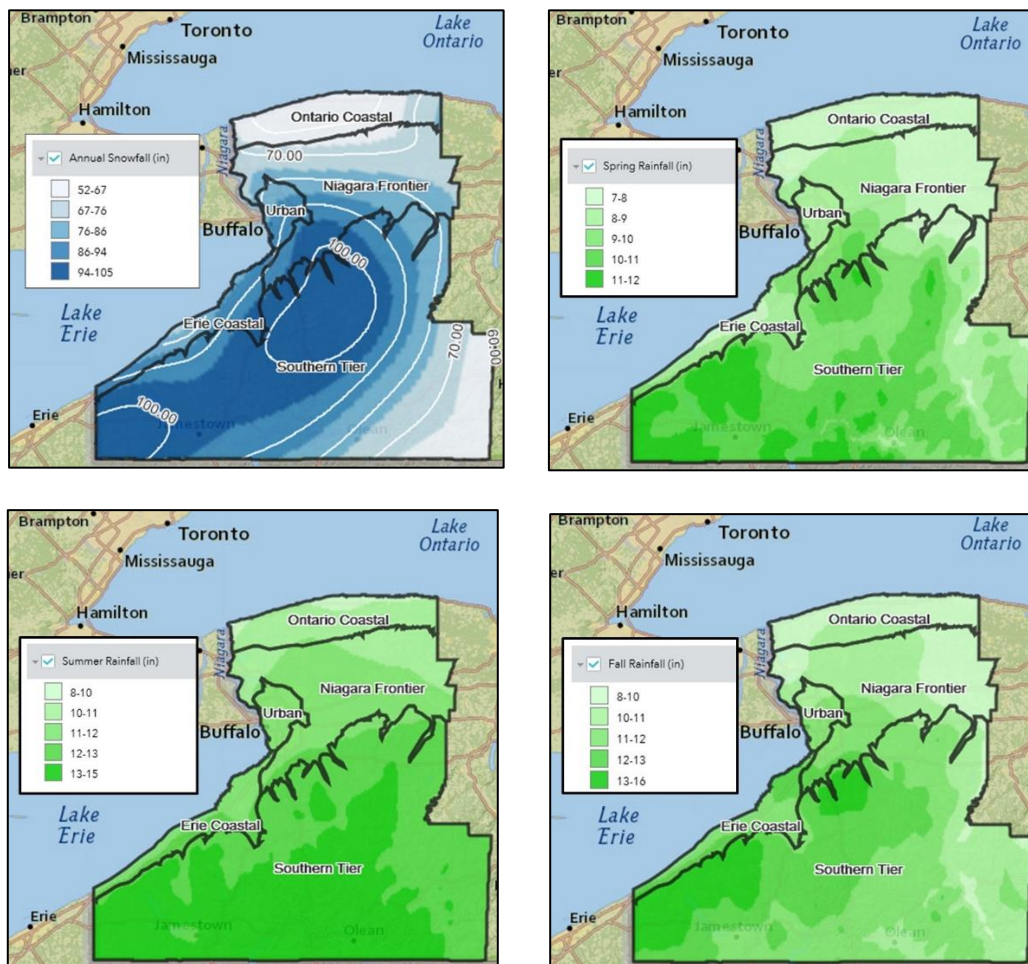 Brampton
Toronto
Mississauga
Lake
Ontario
Hamilton
Niagara
Ontario Coastal
Annual Snowfall (in)
52-67
67-76
76-86
86-94
94-105
70.00
Niagara Frontier
Urban
Buffalo
100.00
Lake
Erie
Erie Coastal
Southern Tier
70.00
60.00
100.00
Erie
Jamestown
Olean
Brampton
Toronto
Mississauga
Lake
Ontario
er
Hamilton
Niagara
Ontario Coastal
Spring Rainfall (in)
7-8
8-9
9-10
10-11
11-12
Niagara Frontier
Urban
Buffalo
Lake
Erie
Erie Coastal
Southern Tier
Erie
Jamestown
Olean
Brampton
Toronto
Mississauga
Lake
Ontario
er
Hamilton
Niagara
Ontario Coastal
Summer Rainfall (in)
8-10
10-11
11-12
12-13
13-15
Niagara Frontier
Urban
Buffalo
Lake
Erie
Erie Coastal
Southern Tier
Erie
Jamestown
Olean
Brampton
Toronto
Mississauga
Lake
Ontario
er
Hamilton
Niagara
Ontario Coastal
Fall Rainfall (in)
8-10
10-11
11-12
12-13
13-16
Niagara Frontier
Urban
Buffalo
Lake
Erie
Erie Coastal
Southern Tier
Erie
Jamestown
Olean